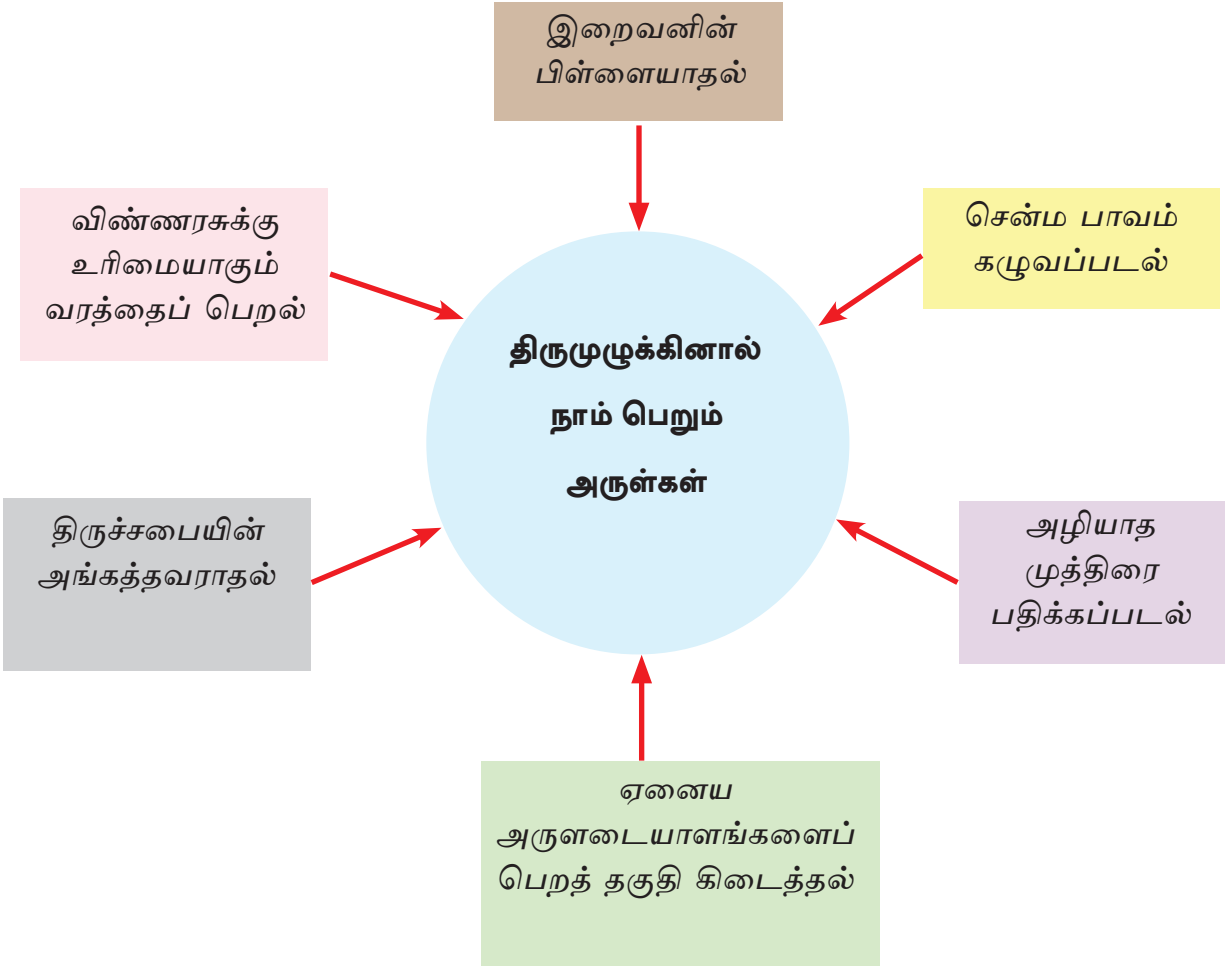 இறைவனின்
பிள்ளையாதல்
விண்ணரசுக்கு
உரிமையாகும்
வரத்தைப் பெறல்
சென்ம பாவம்
கழுவப்படல்
திருமுழுக்கினால்
நாம் பெறும்
அருள்கள்
திருச்சபையின்
அங்கத்தவராதல்
அழியாத
முத்திரை
பதிக்கப்படல்
ஏனைய
அருளடையாளங்களைப்
பெறத் தகுதி கிடைத்தல்